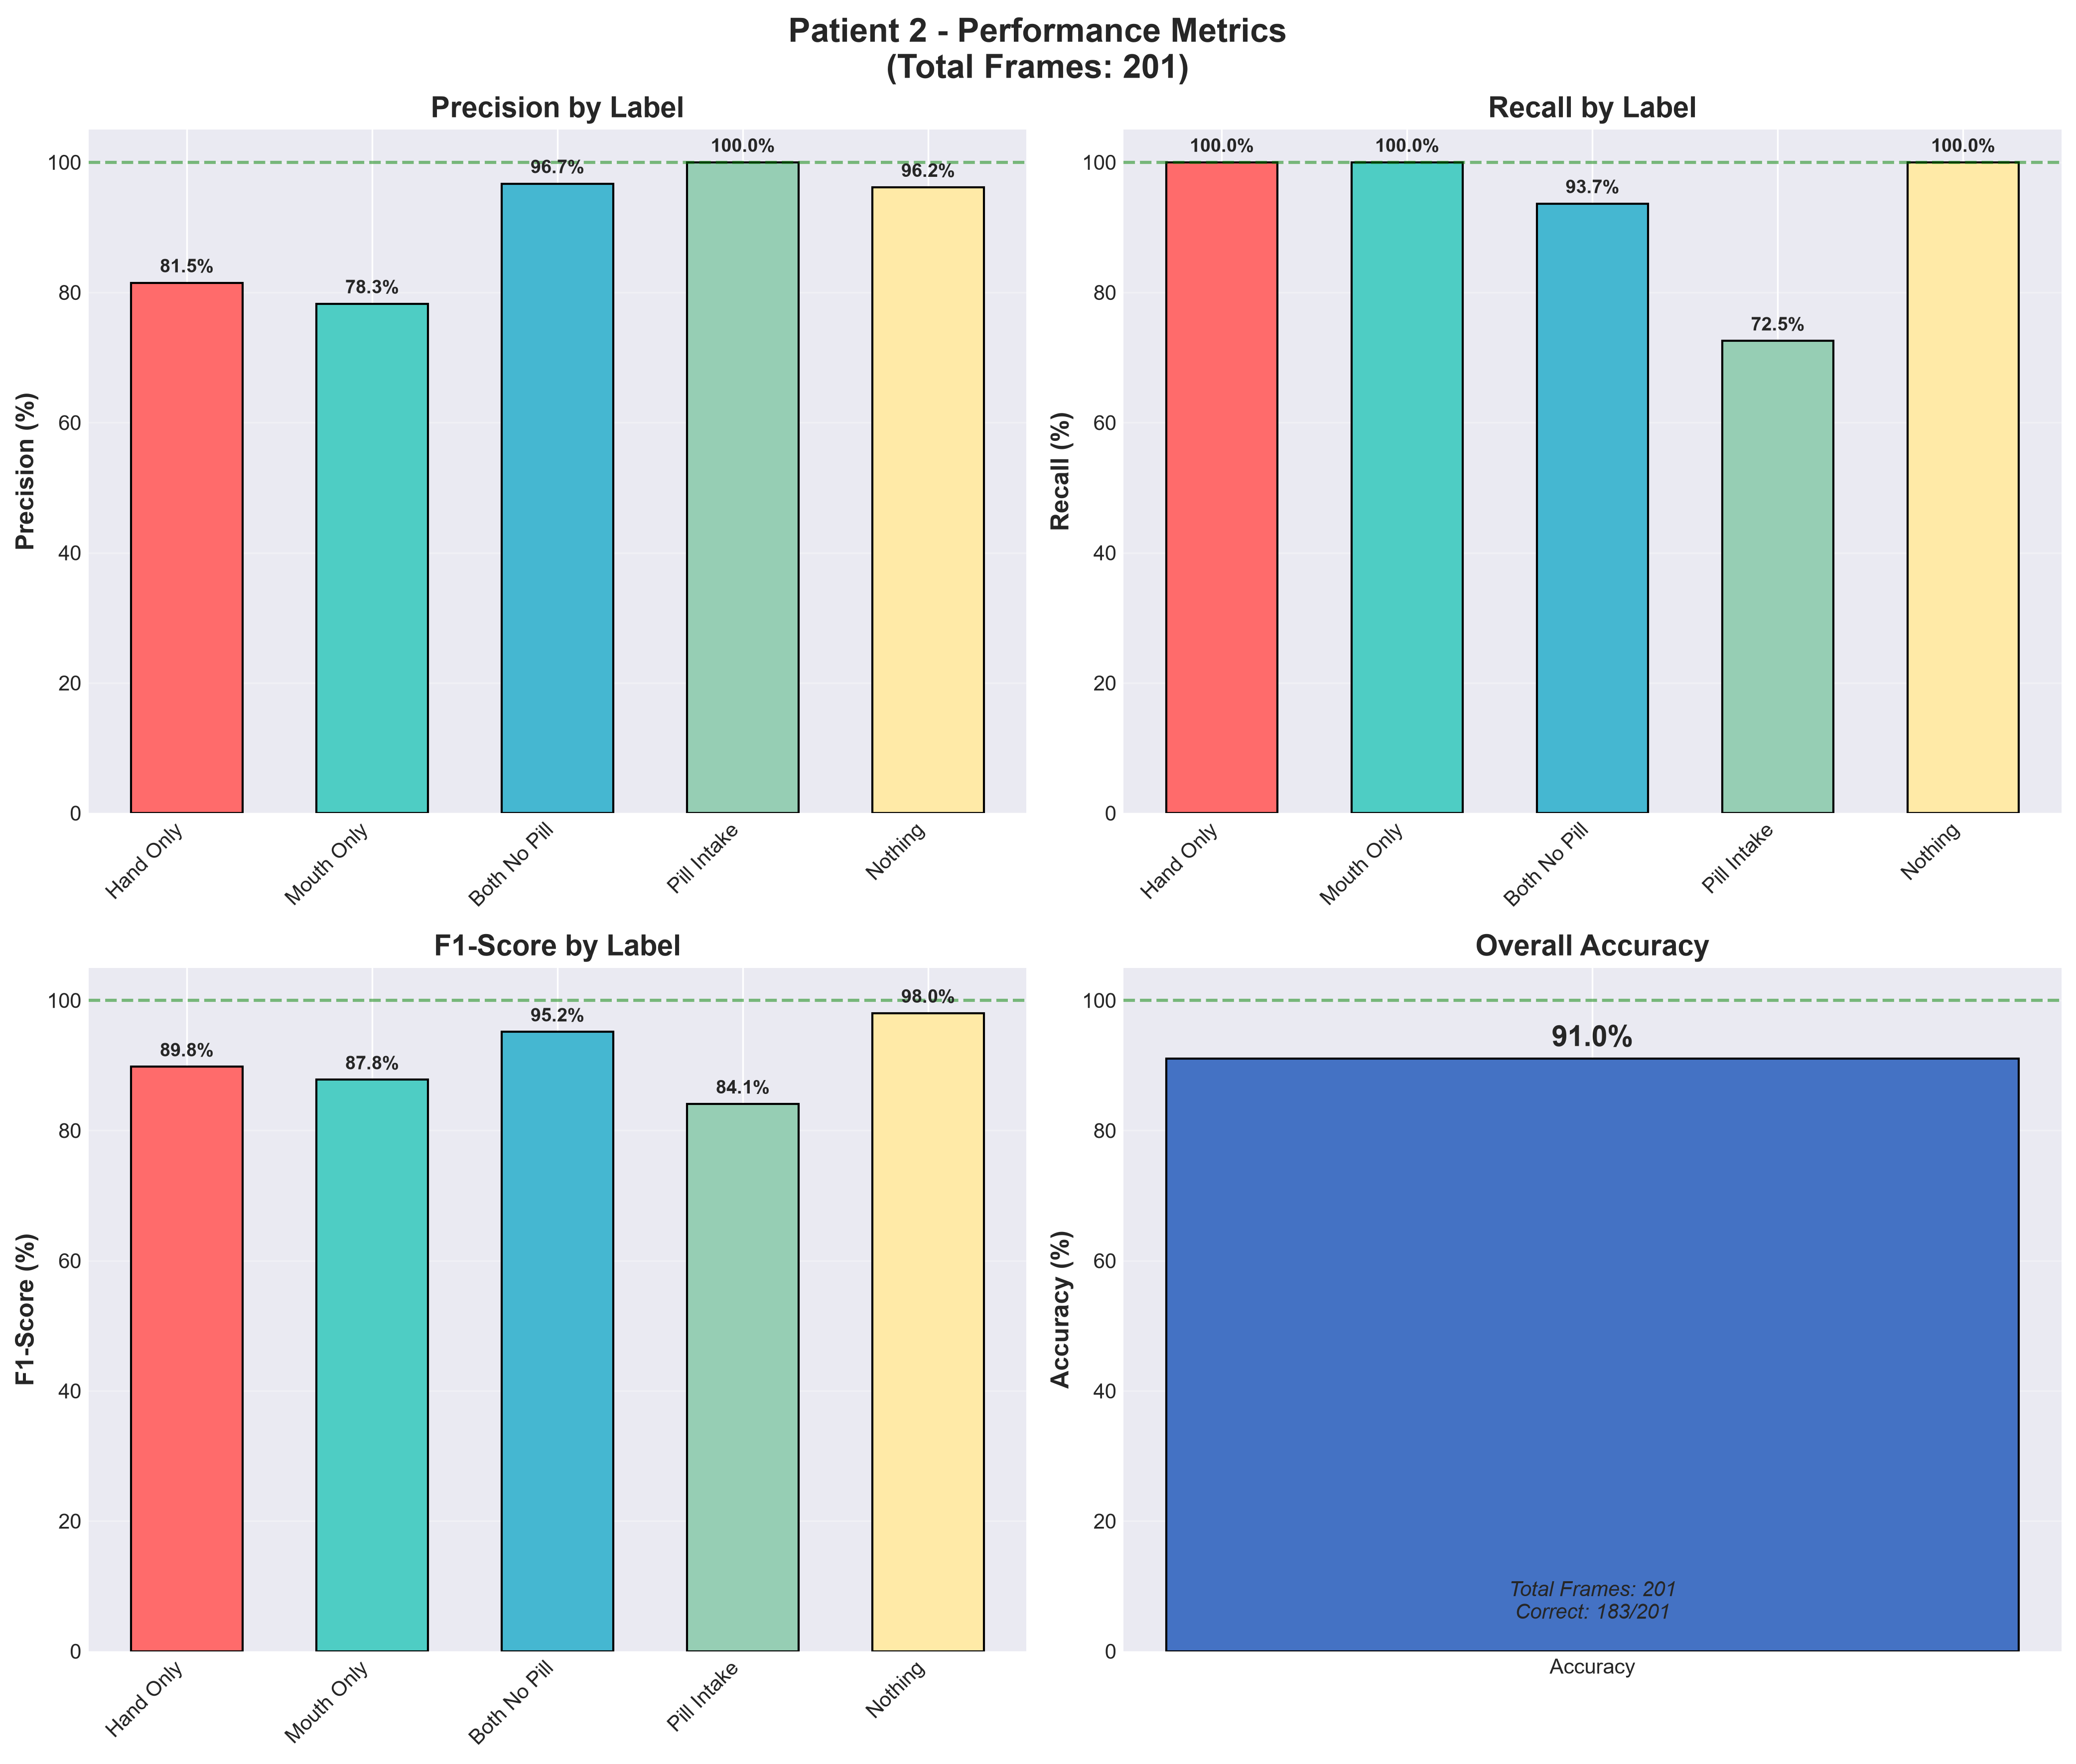 Patient 2 - Performance Metrics
(Total Frames: 201)
Precision by Label
Precision (%)
100
80
60
40
20
0
81.5%
78.3%
96.7%
100.0%
96.2%
Hand Only
Mouth Only
Both No Pill
Pill Intake
Nothing
Recall by Label
Recall (%)
100
80
60
40
20
0
100.0%
100.0%
93.7%
72.5%
100.0%
Hand Only
Mouth Only
Both No Pill
Pill Intake
Nothing
F1-Score by Label
F1-Score (%)
100
80
60
40
20
0
89.8%
87.8%
95.2%
84.1%
98.0%
Hand Only
Mouth Only
Both No Pill
Pill Intake
Nothing
Overall Accuracy
Accuracy (%)
100
80
60
40
20
0
91.0%
Total Frames: 201
Correct: 183/201
Accuracy